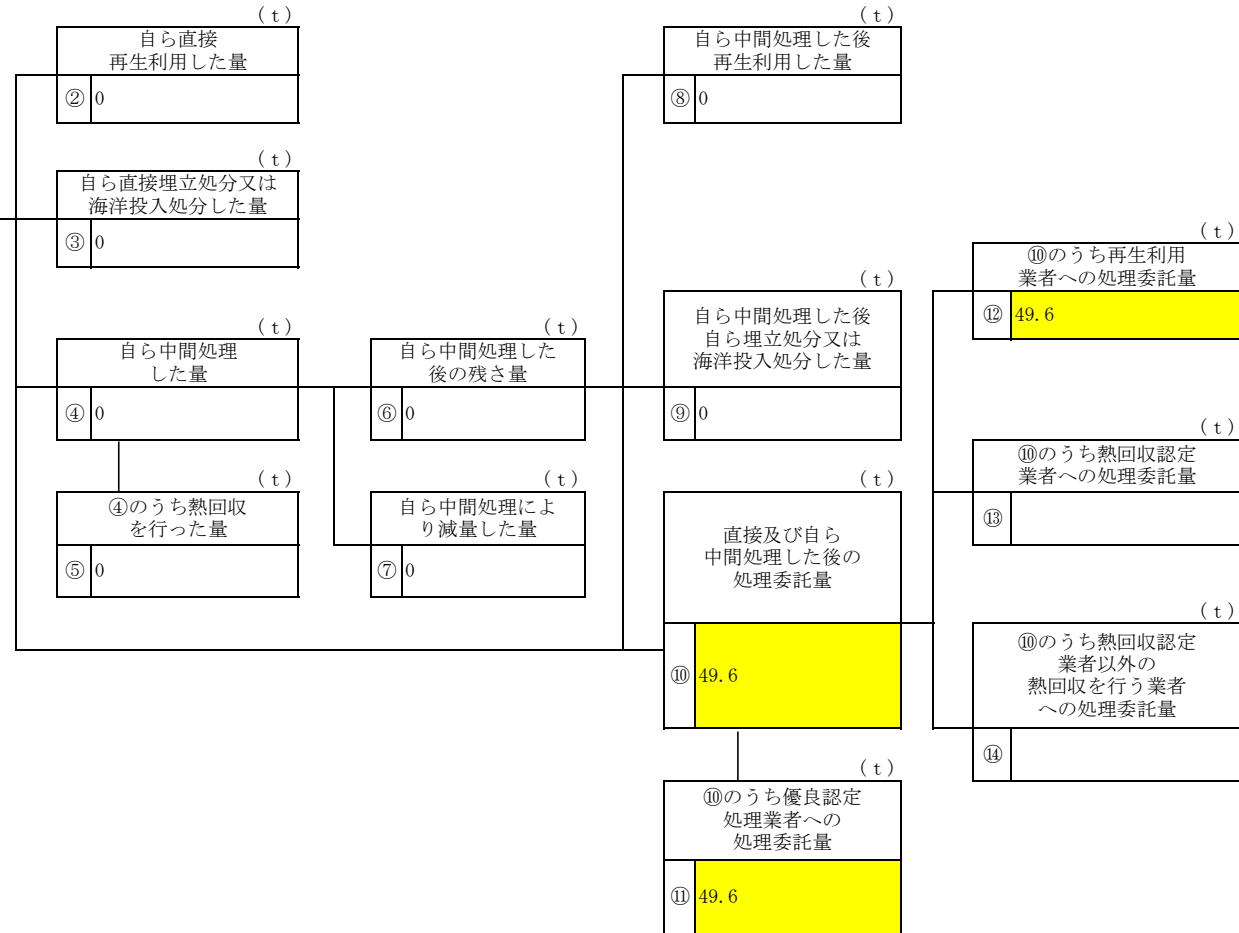 (t)
自ら直接
再生利用した量
② 0
(t)
自ら直接埋立処分又は
海洋投入処分した量
③ 0
(t)
自ら中間処理
した量
④ 0
(t)
④のうち熱回収
を行った量
⑤ 0
(t)
自ら中間処理した
後の残さ量
⑥ 0
(t)
自ら中間処理によ
り減量した量
⑦ 0
(t)
自ら中間処理した後
再生利用した量
⑧ 0
(t)
自ら中間処理した後
自ら埋立処分又は
海洋投入処分した量
⑨ 0
(t)
直接及び自ら
中間処理した後の
処理委託量
⑩ 49.6
(t)
⑩のうち優良認定
処理業者への
処理委託量
⑪ 49.6
(t)
⑩のうち再生利用
業者への処理委託量
⑫ 49.6
(t)
⑩のうち熱回収認定
業者への処理委託量
⑬
(t)
⑩のうち熱回収認定
業者以外の
熱回収を行う業者
への処理委託量
⑭